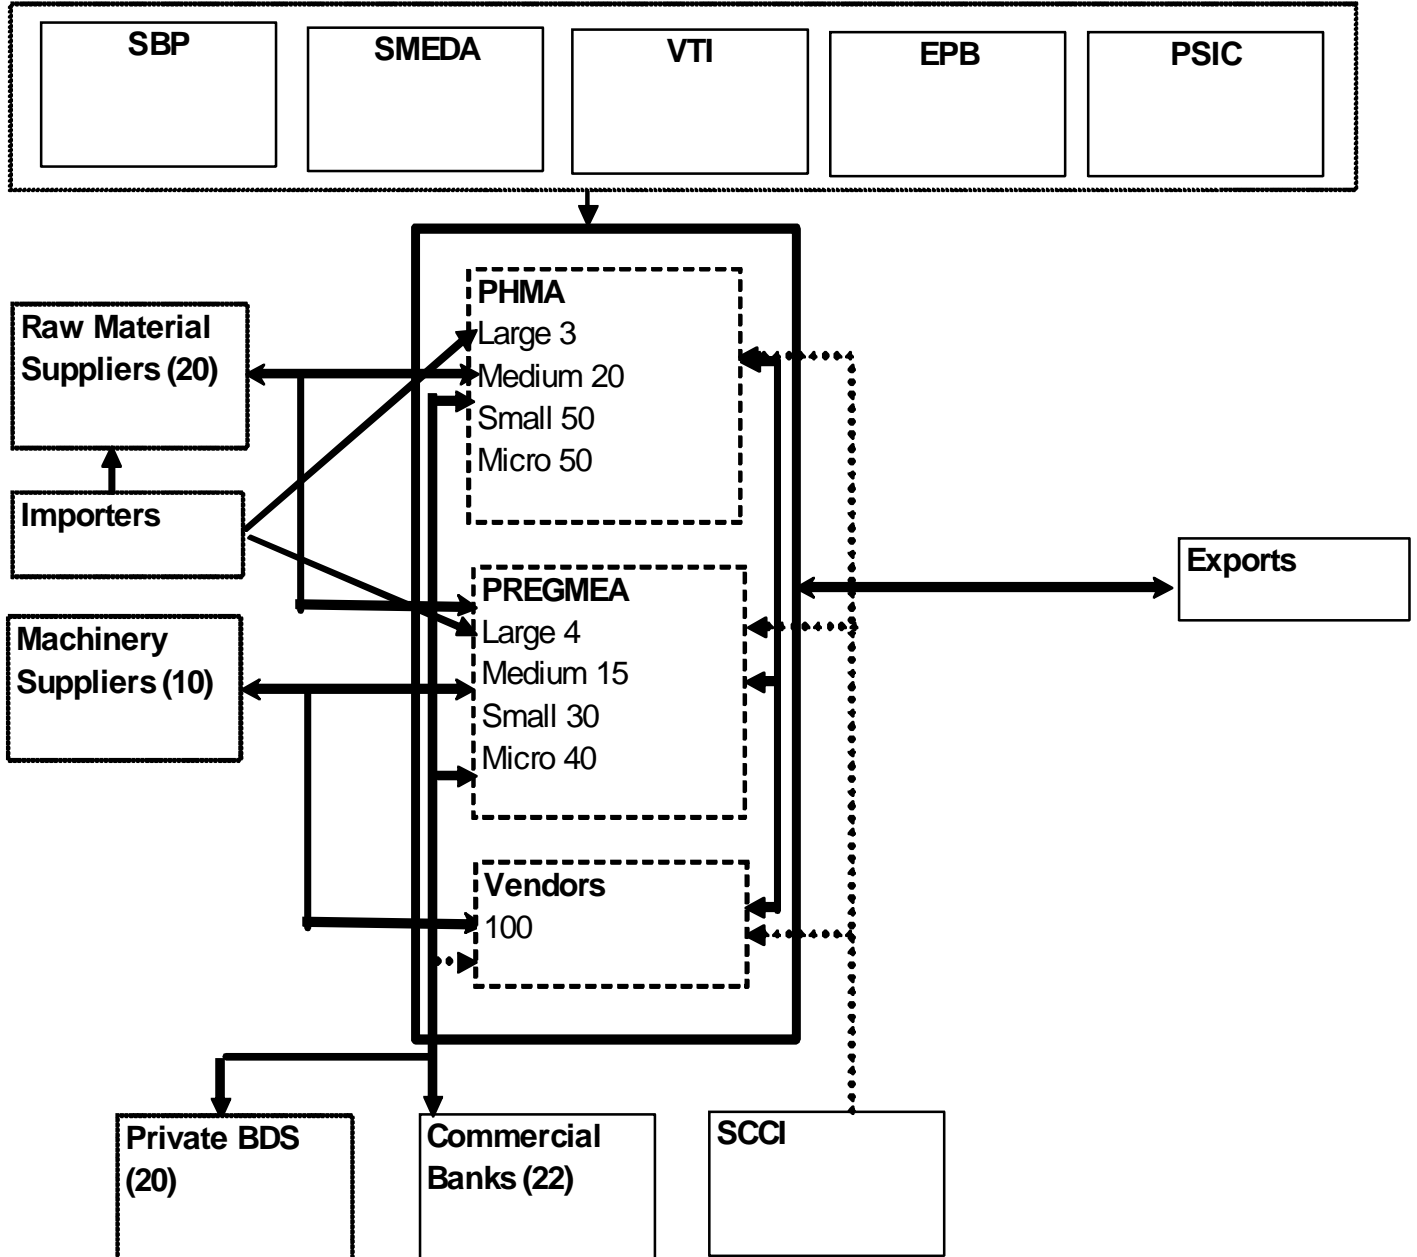 SBP
SMEDA
VTI
EPB
PSIC
PHMA
Large 3
Medium 20
Small 50
Micro 50
Raw Material
Suppliers (20)
Importers
Machinery
Suppliers (10)
PREGMEA
Large 4
Medium 15
Small 30
Micro 40
Exports
Vendors
100
Private BDS
(20)
Commercial
Banks (22)
SCCI